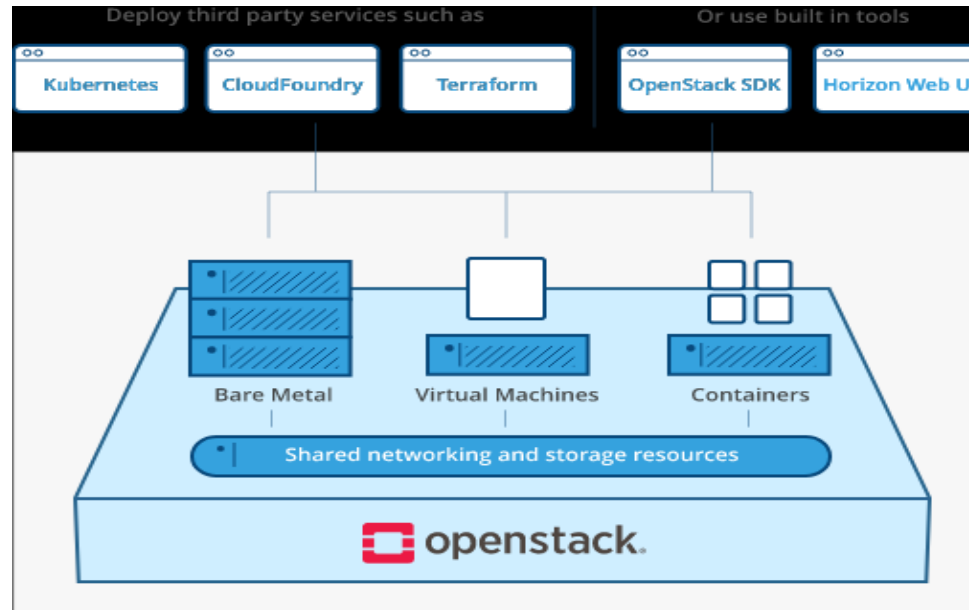 Deploy third party services such as
Or use built in tools
Kubernetes
CloudFoundry
Terraform
OpenStack SDK
Horizon Web U
Bare Metal
Virtual Machines
Containers
Shared networking and storage resources
openstack.